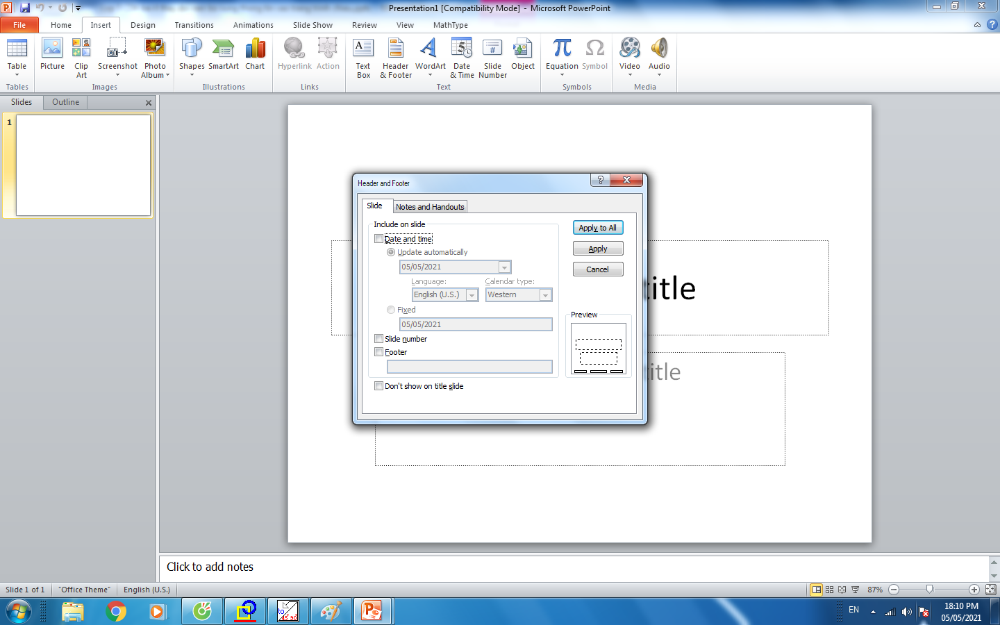 Presentation1 [Compatibility Mode] - Microsoft PowerPoint
File Home Insert Design Transitions Animations Slide Show Review View MathType
Table Picture Clip Art Screenshot Photo Album Shapes SmartArt Chart Hyperlink Action Text Box Header & Footer WordArt Date & Time Slide Number Object Equation Symbol Video Audio
Tables Images Illustrations Links Text Symbols Media
Slides Outline
1
Header and Footer
Slide Notes and Handouts
Include on slide
Apply to All
Date and time
Update automatically
Apply
05/05/2021
Cancel
Language: Calendar type:
English (U.S.) Western
title
Fixed
Preview
05/05/2021
Slide number
Footer
title
Don't show on title slide
Click to add notes
Slide 1 of 1 "Office Theme" English (U.S.) 87%
EN 18:10 PM
05/05/2021